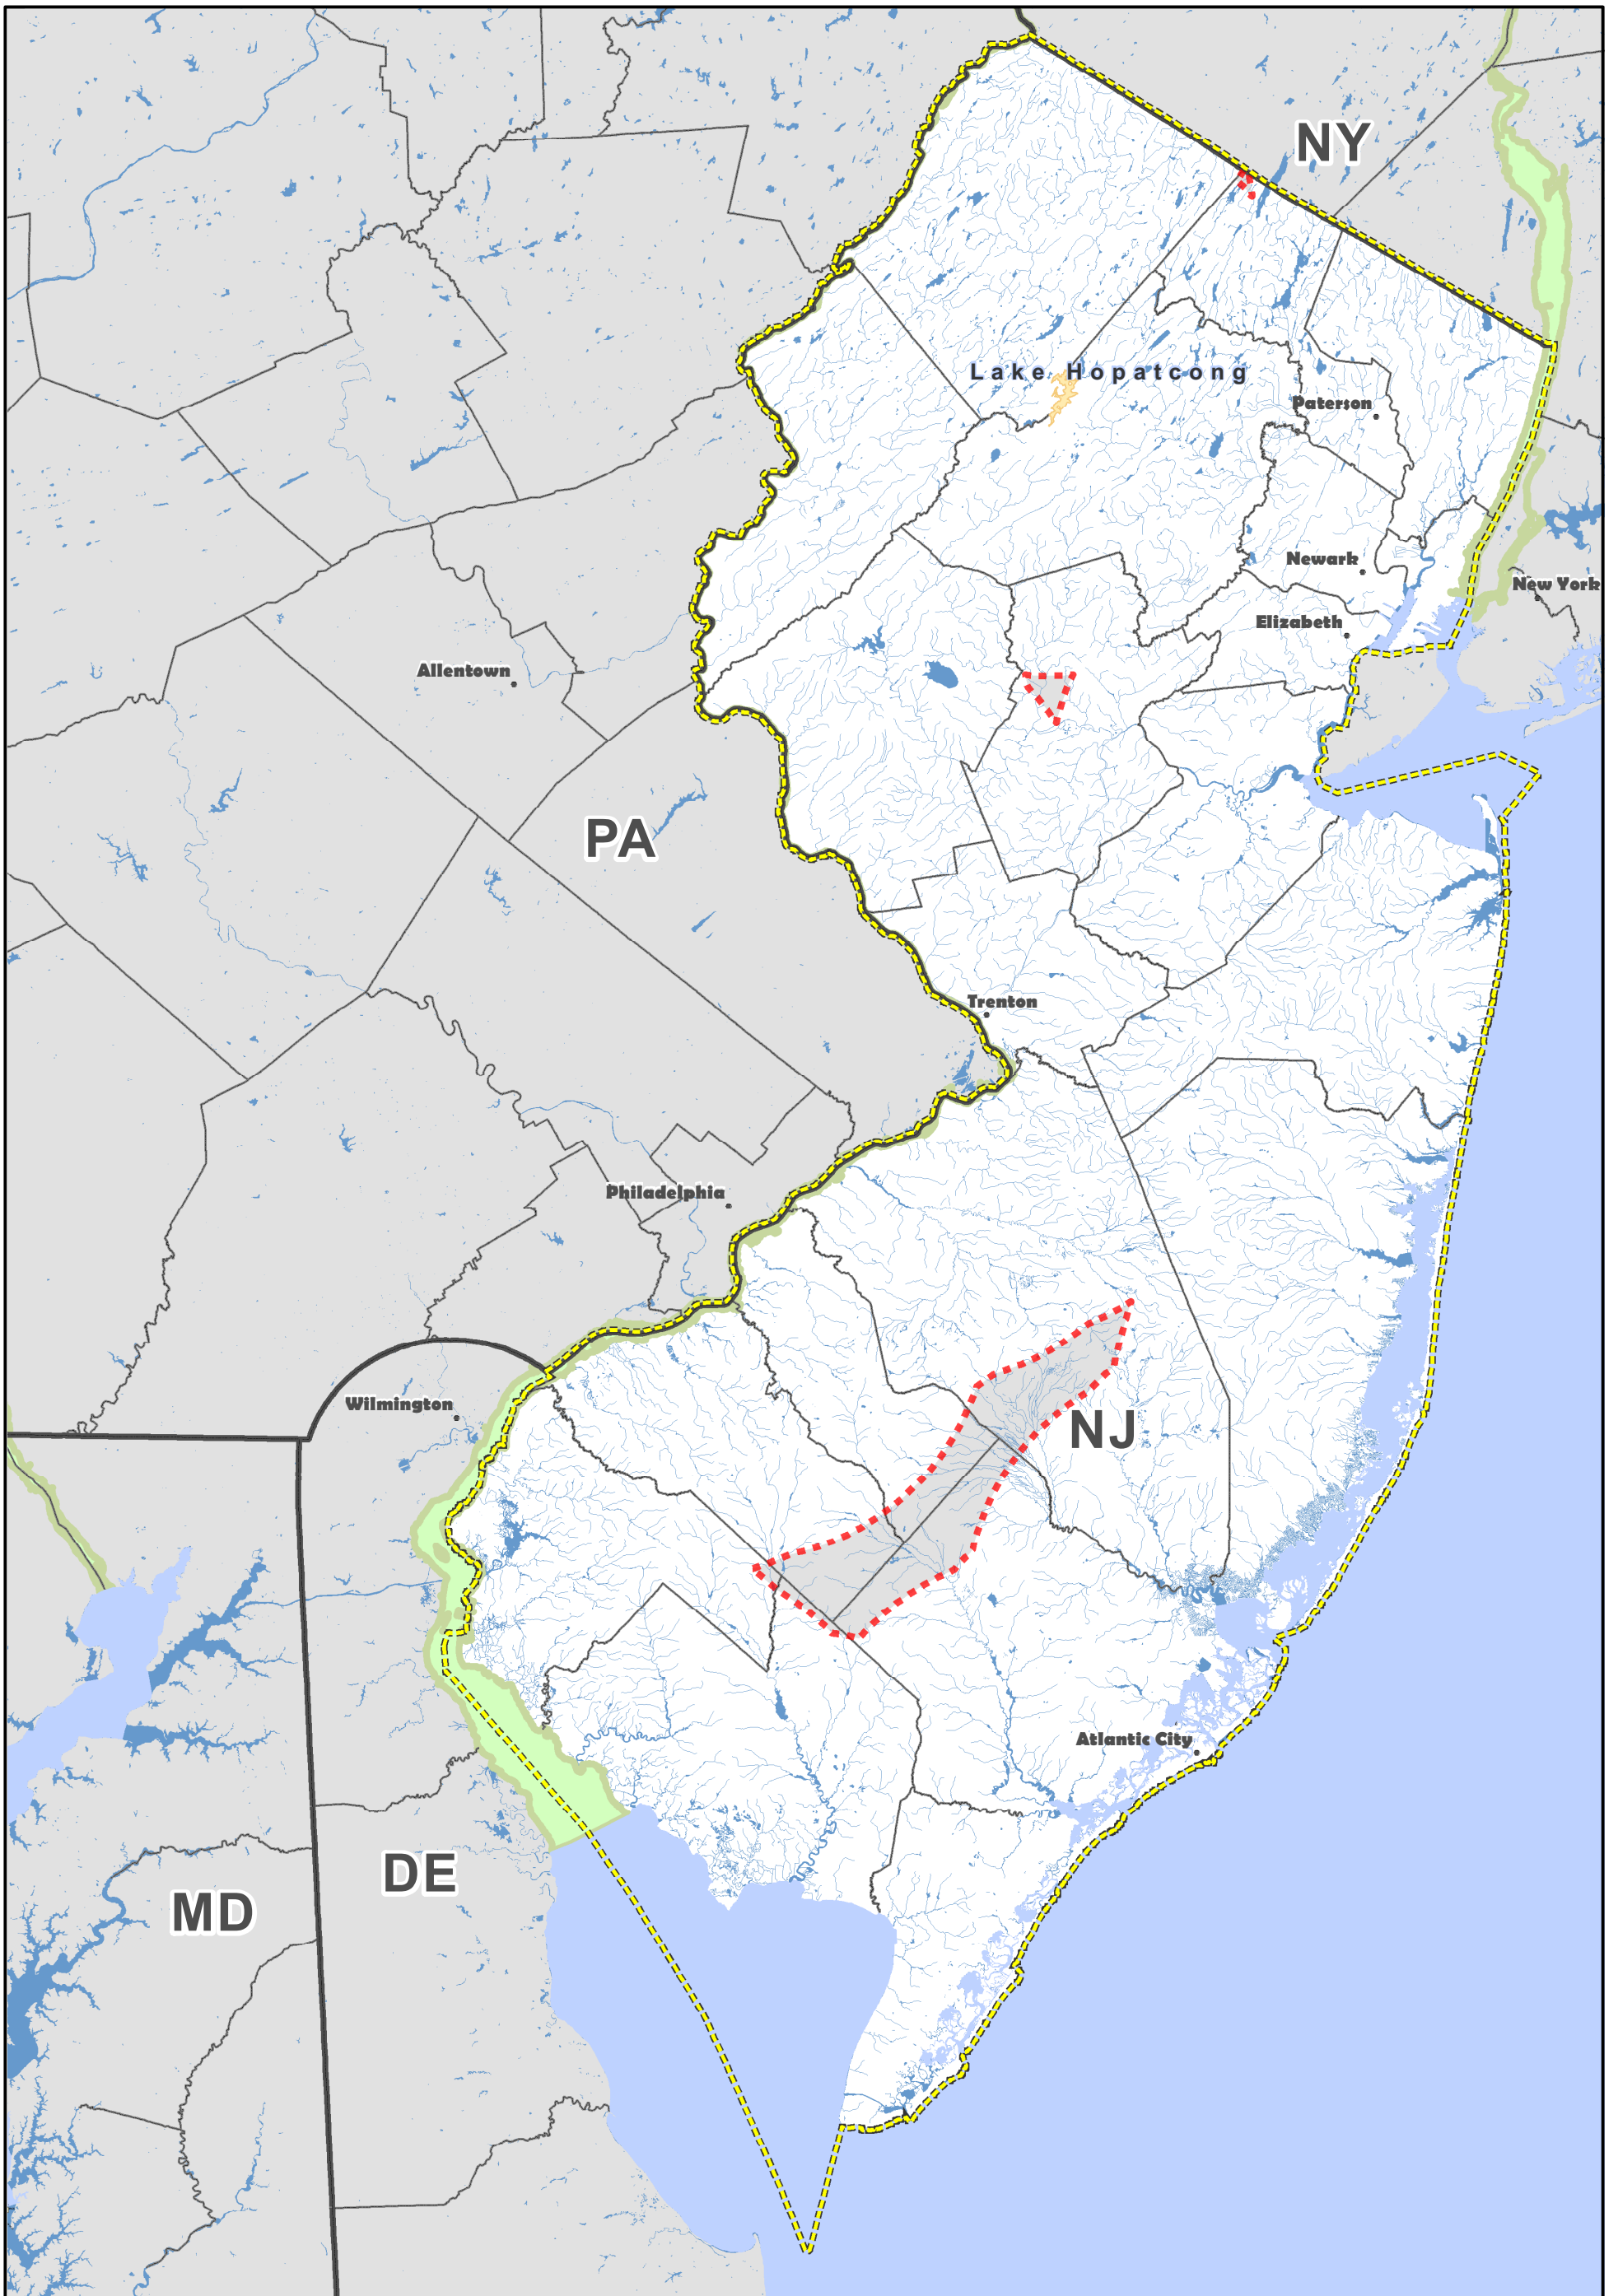 NY
Lake Hopatcong
Paterson
Newark
New York
Elizabeth
Allentown
PA
Trenton
Philadelphia
Wilmington
NJ
Atlantic City
DE
MD